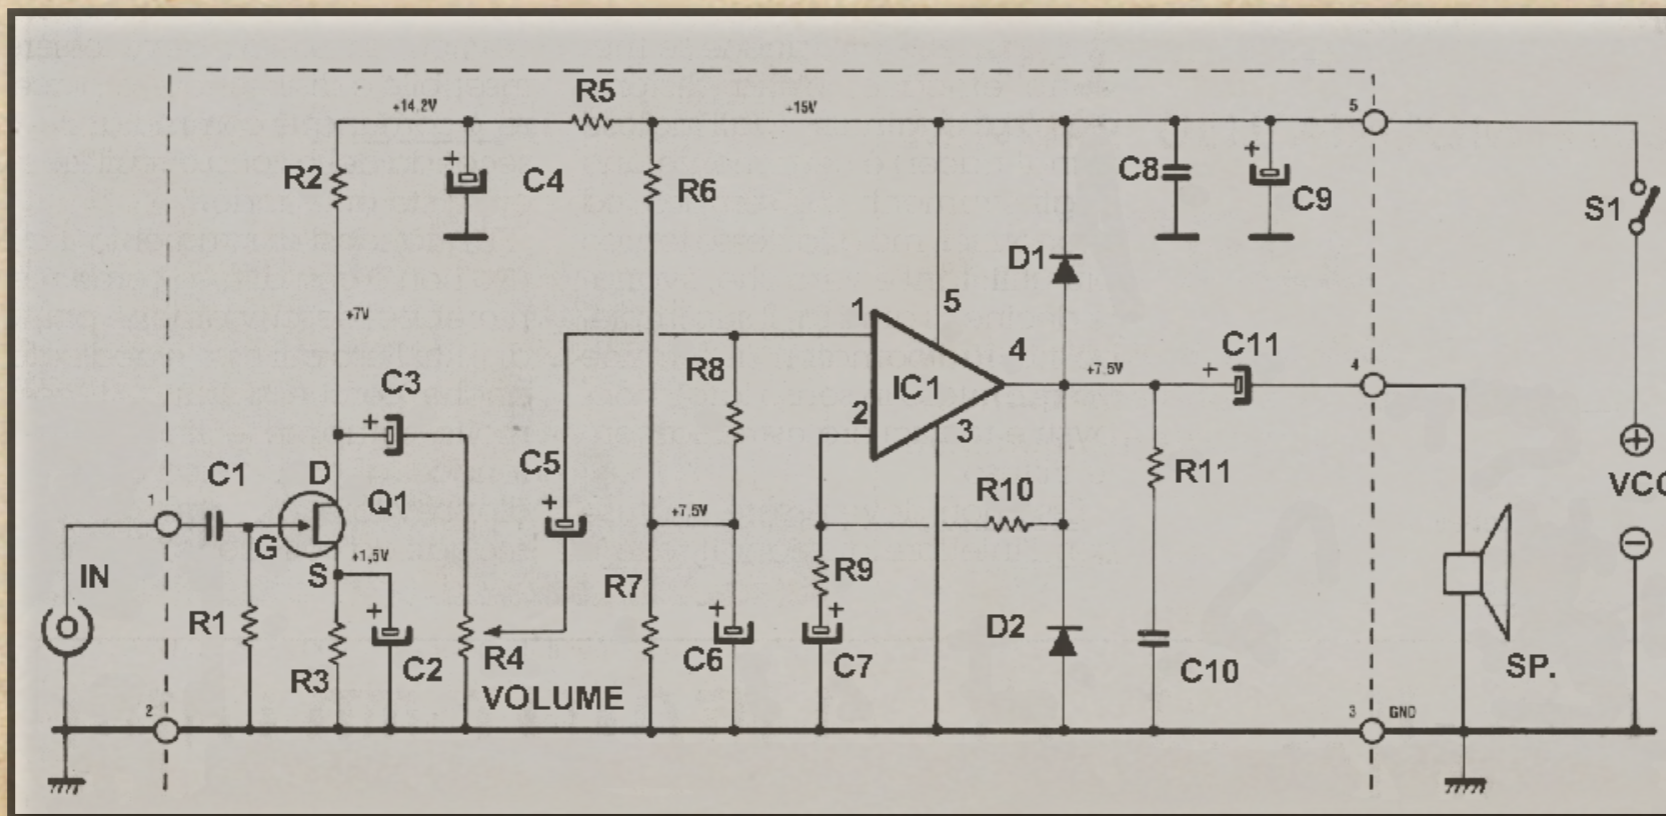 R5
+14.2V
+15V
5
R2
C4
R6
C8
C9
S1
D1
+7V
1
5
4
C11
4
R8
IC1
+7.5V
C3
2
3
VCC
C5
C1
D
Q1
R10
R11
1
G
+7.5V
+1,5V
S
IN
R9
R1
R7
D2
R3
C2
R4
C6
C7
C10
SP.
VOLUME
2
3
GND